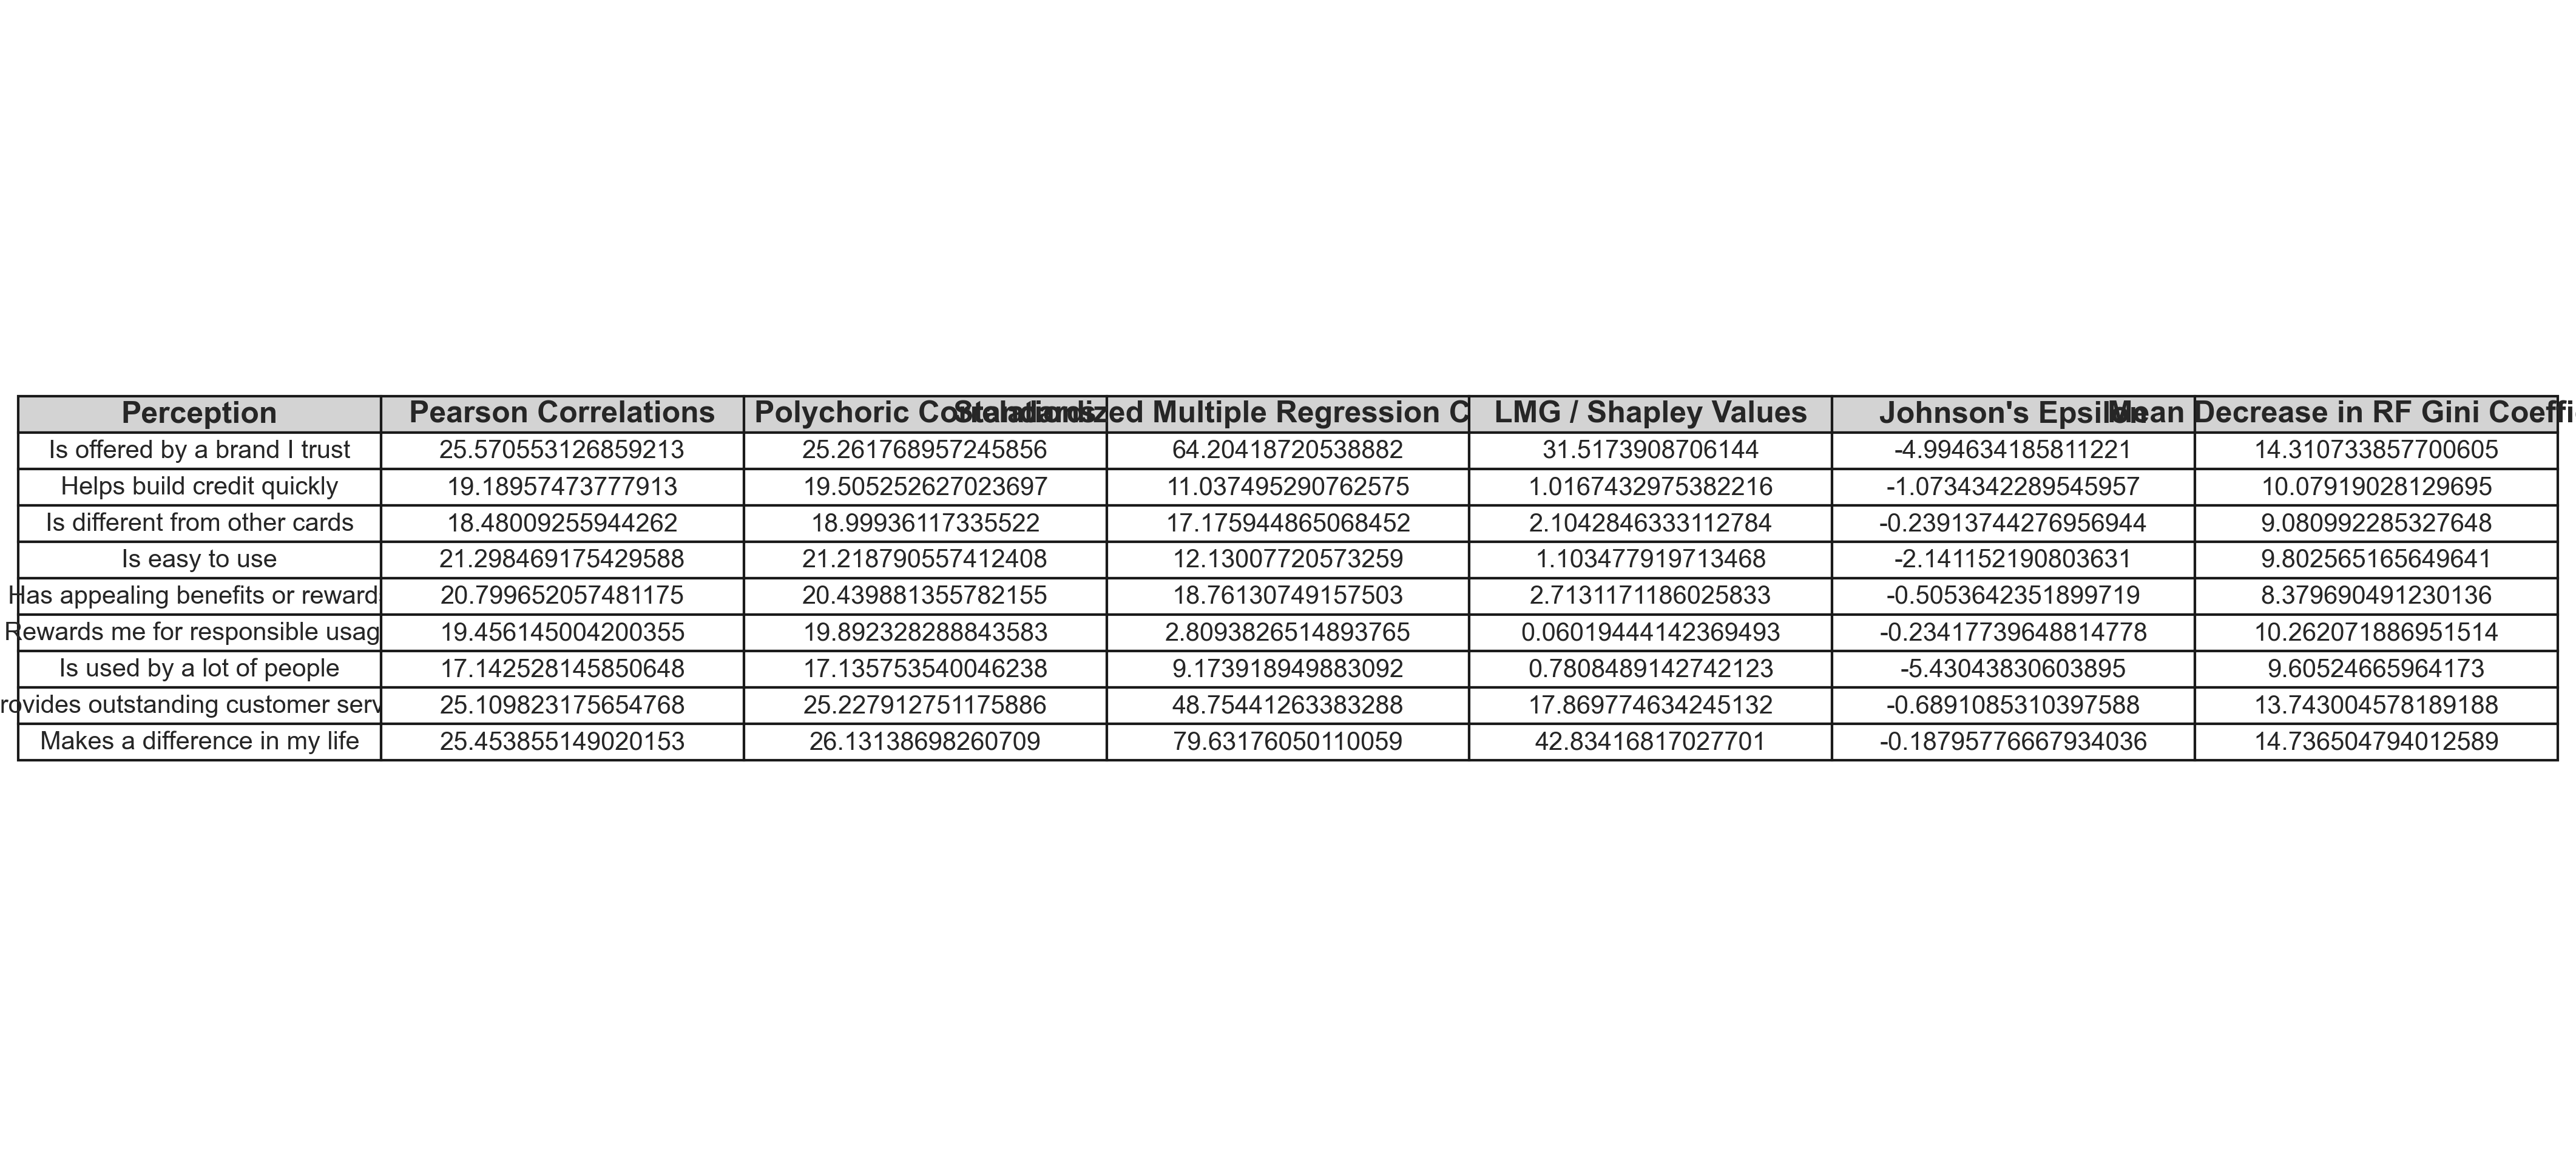 Perception Pearson Correlations Polychoric Correlations Standardized Multiple Regression C LMG / Shapley Values Johnson's Epsilon Mean Decrease in RF Gini Coeffi
Is offered by a brand I trust 25.570553126859213 25.261768957245856 64.20418720538882 31.5173908706144 -4.994634185811221 14.310733857700605
Helps build credit quickly 19.18957473777913 19.505252627023697 11.037495290762575 1.0167432975382216 -1.0734342289545957 10.07919028129695
Is different from other cards 18.48009255944262 18.99936117335522 17.175944865068452 2.1042846333112784 -0.23913744276956944 9.080992285327648
Is easy to use 21.298469175429588 21.218790557412408 12.13007720573259 1.103477919713468 -2.141152190803631 9.802565165649641
Has appealing benefits or reward 20.799652057481175 20.439881355782155 18.76130749157503 2.7131171186025833 -0.5053642351899719 8.379690491230136
Rewards me for responsible usag 19.456145004200355 19.892328288843583 2.8093826514893765 0.06019444142369493 -0.23417739648814778 10.262071886951514
Is used by a lot of people 17.142528145850648 17.135753540046238 9.173918949883092 0.7808489142742123 -5.43043830603895 9.60524665964173
rovides outstanding customer serv 25.109823175654768 25.227912751175886 48.75441263383288 17.869774634245132 -0.6891085310397588 13.743004578189188
Makes a difference in my life 25.453855149020153 26.13138698260709 79.63176050110059 42.83416817027701 -0.18795776667934036 14.736504794012589